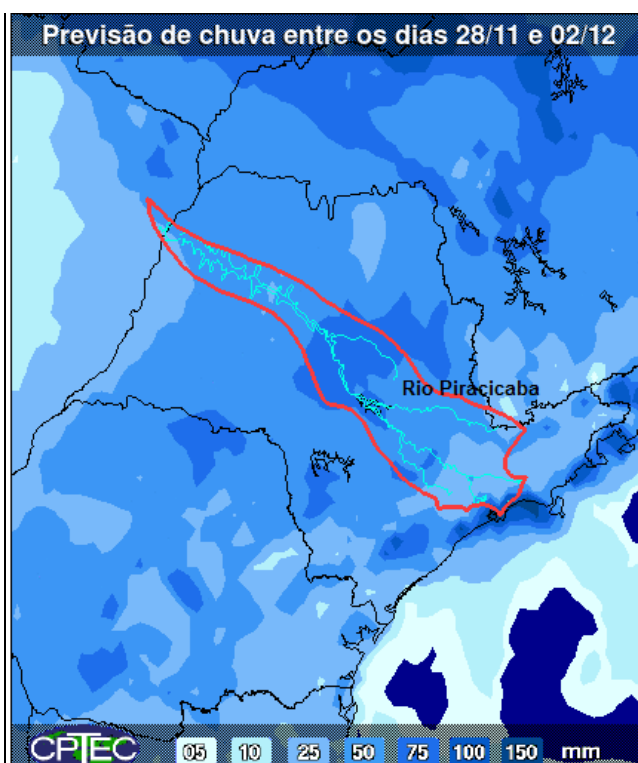 Previsão de chuva entre os dias 28/11 e 02/12
Rio Piracicaba
CPTEC 05 10 25 50 75 100 150 mm